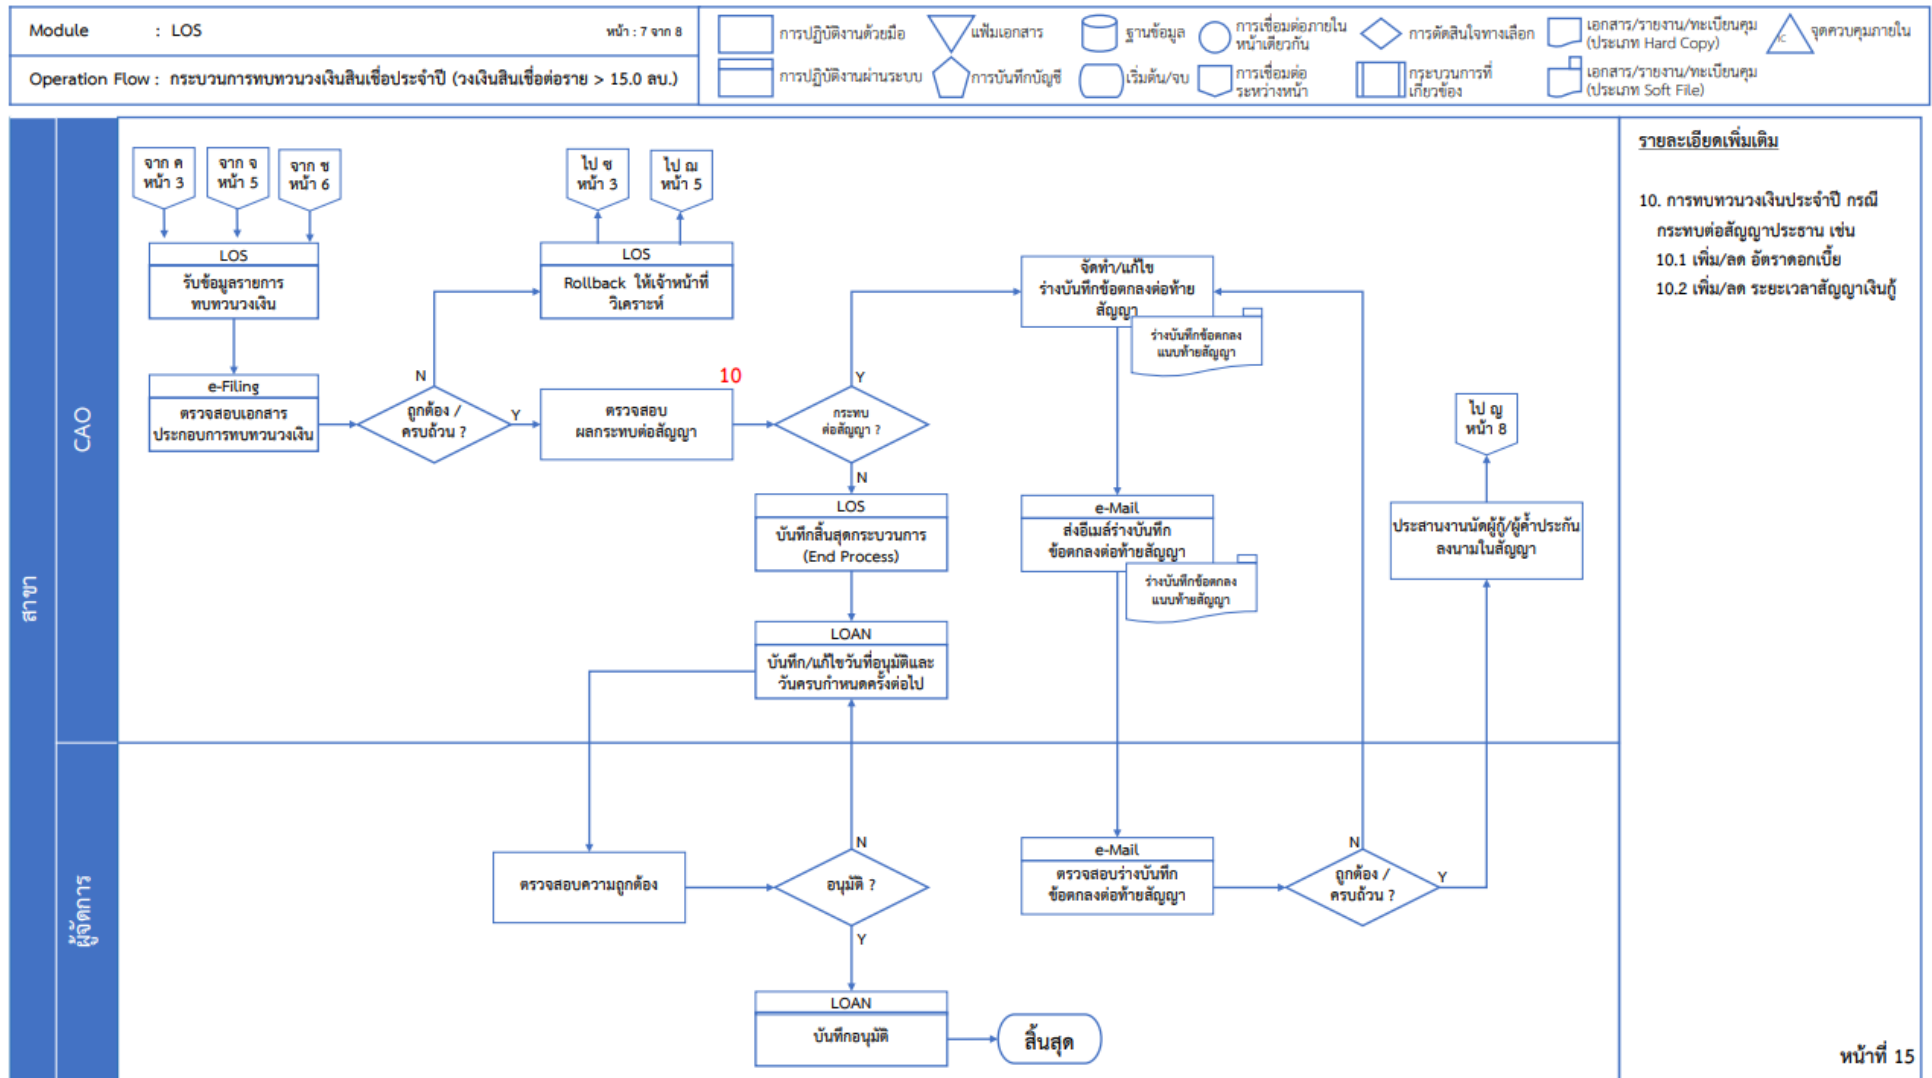 Module : LOS
หน้า : 7 จาก 8
Operation Flow : กระบวนการทบทวนวงเงินสินเชื่อประจำปี (วงเงินสินเชื่อต่อราย > 15.0 ลบ.)
การปฏิบัติงานด้วยมือ
แฟ้มเอกสาร
ฐานข้อมูล
การเชื่อมต่อภายใน
หน้าเดียวกัน
การตัดสินใจทางเลือก
เอกสาร/รายงาน/ทะเบียนคุม
(ประเภท Hard Copy)
IC
จุดควบคุมภายใน
การปฏิบัติงานผ่านระบบ
การบันทึกบัญชี
เริ่มต้น/จบ
การเชื่อมต่อ
ระหว่างหน้า
กระบวนการที่
เกี่ยวข้อง
เอกสาร/รายงาน/ทะเบียนคุม
(ประเภท Soft File)
สาขา
CAO
ผู้จัดการ
จาก ค
หน้า 3
จาก จ
หน้า 5
จาก ช
หน้า 6
ไป ซ
หน้า 3
ไป ฌ
หน้า 5
LOS
รับข้อมูลรายการ
ทบทวนวงเงิน
LOS
Rollback ให้เจ้าหน้าที่
วิเคราะห์
จัดทำ/แก้ไข
ร่างบันทึกข้อตกลงต่อท้าย
สัญญา
ร่างบันทึกข้อตกลง
แนบท้ายสัญญา
e-Filing
ตรวจสอบเอกสาร
ประกอบการทบทวนวงเงิน
N
ถูกต้อง /
ครบถ้วน ?
Y
10
ตรวจสอบ
ผลกระทบต่อสัญญา
Y
กระทบ
ต่อสัญญา ?
N
ไป ญ
หน้า 8
LOS
บันทึกสิ้นสุดกระบวนการ
(End Process)
e-Mail
ส่งอีเมล์ร่างบันทึก
ข้อตกลงต่อท้ายสัญญา
ร่างบันทึกข้อตกลง
แนบท้ายสัญญา
ประสานงานนัดผู้กู้/ผู้ค้ำประกัน
ลงนามในสัญญา
LOAN
บันทึก/แก้ไขวันที่อนุมัติและ
วันครบกำหนดครั้งต่อไป
ตรวจสอบความถูกต้อง
N
อนุมัติ ?
Y
e-Mail
ตรวจสอบร่างบันทึก
ข้อตกลงต่อท้ายสัญญา
N
ถูกต้อง /
ครบถ้วน ?
Y
LOAN
บันทึกอนุมัติ
สิ้นสุด
รายละเอียดเพิ่มเติม
10. การทบทวนวงเงินประจำปี กรณี
กระทบต่อสัญญาประธาน เช่น
10.1 เพิ่ม/ลด อัตราดอกเบี้ย
10.2 เพิ่ม/ลด ระยะเวลาสัญญาเงินกู้
หน้าที่ 15